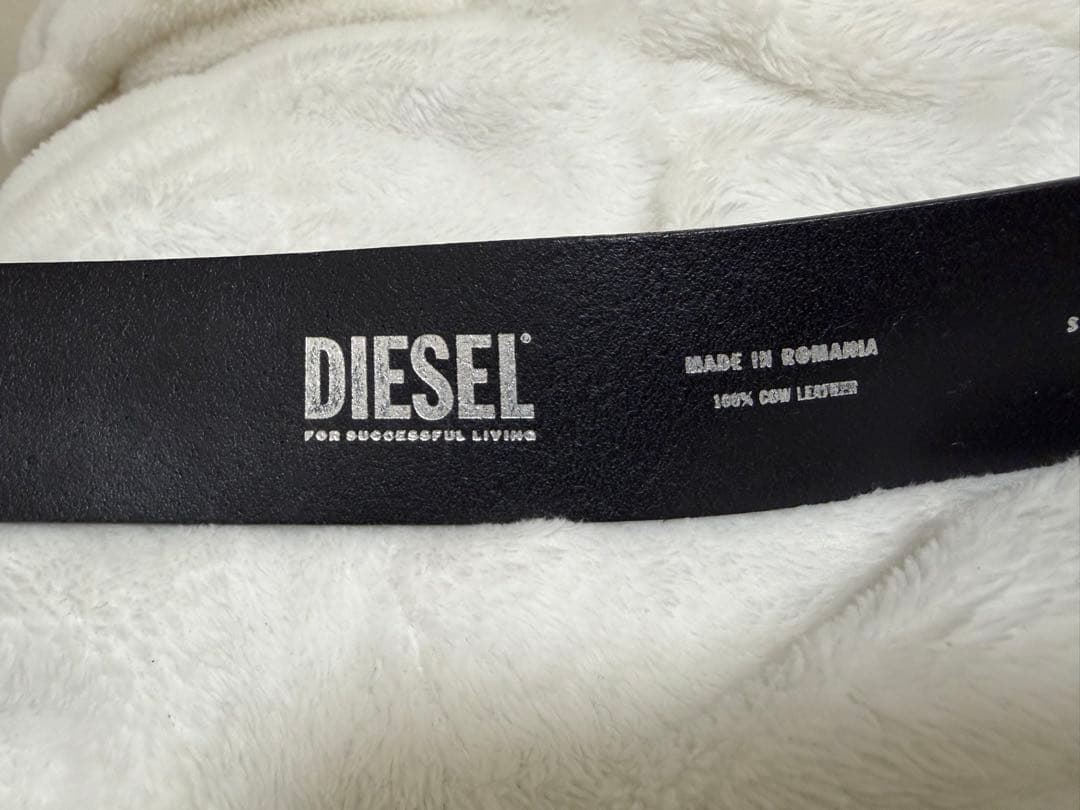 DIESEL®
FOR SUCCESSFUL LIVING
MADE IN ROMANIA
100% COW LEATHER
S